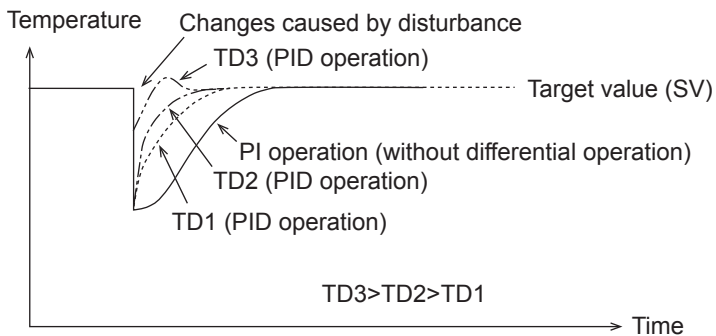 Temperature
Changes caused by disturbance
TD3 (PID operation)
Target value (SV)
PI operation (without differential operation)
TD2 (PID operation)
TD1 (PID operation)
TD3>TD2>TD1
Time